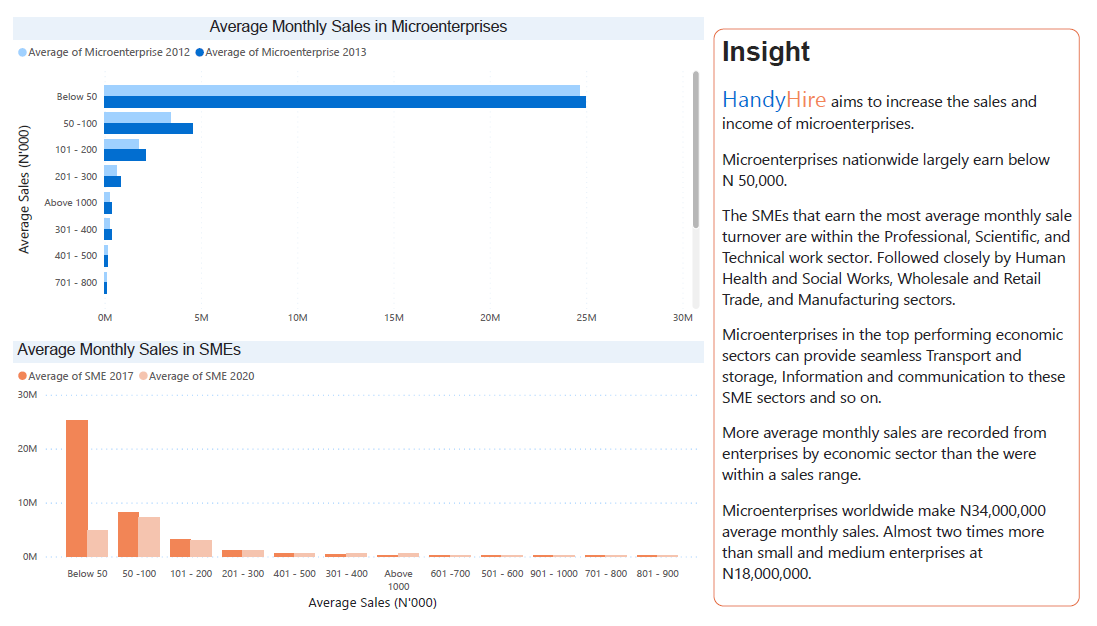 Average Monthly Sales in Microenterprises
Average of Microenterprise 2012 Average of Microenterprise 2013
Average Sales (N'000)
Below 50
50 -100
101 - 200
201 - 300
Above 1000
301 - 400
401 - 500
701 - 800
0M 5M 10M 15M 20M 25M 30M
Average Monthly Sales in SMEs
Average of SME 2017 Average of SME 2020
30M
20M
10M
0M
Below 50 50 -100 101 - 200 201 - 300 401 - 500 301 - 400 Above 601 -700 501 - 600 901 - 1000 701 - 800 801 - 900
1000
Average Sales (N'000)
Insight
HandyHire aims to increase the sales and
income of microenterprises.
Microenterprises nationwide largely earn below
N 50,000.
The SMEs that earn the most average monthly sale
turnover are within the Professional, Scientific, and
Technical work sector. Followed closely by Human
Health and Social Works, Wholesale and Retail
Trade, and Manufacturing sectors.
Microenterprises in the top performing economic
sectors can provide seamless Transport and
storage, Information and communication to these
SME sectors and so on.
More average monthly sales are recorded from
enterprises by economic sector than the were
within a sales range.
Microenterprises worldwide make N34,000,000
average monthly sales. Almost two times more
than small and medium enterprises at
N18,000,000.